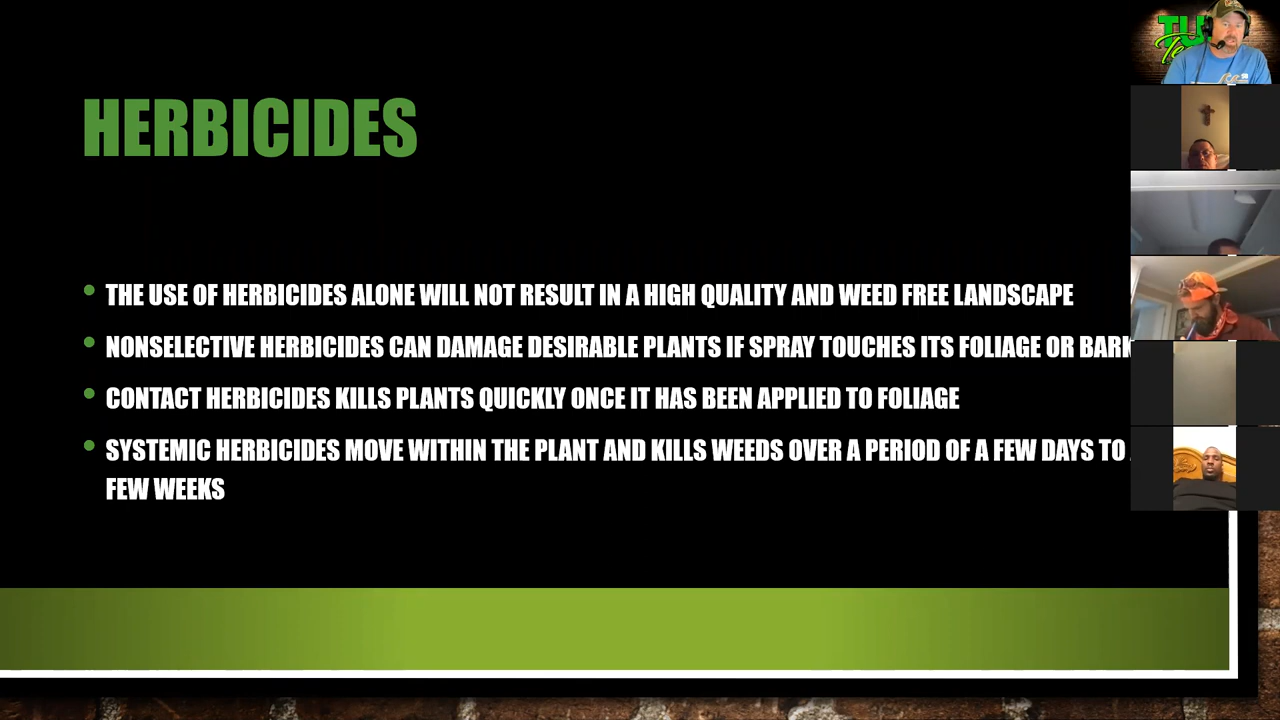 HERBICIDES
THE USE OF HERBICIDES ALONE WILL NOT RESULT IN A HIGH QUALITY AND WEED FREE LANDSCAPE
NONSELECTIVE HERBICIDES CAN DAMAGE DESIRABLE PLANTS IF SPRAY TOUCHES ITS FOLIAGE OR BARK
CONTACT HERBICIDES KILLS PLANTS QUICKLY ONCE IT HAS BEEN APPLIED TO FOLIAGE
SYSTEMIC HERBICIDES MOVE WITHIN THE PLANT AND KILLS WEEDS OVER A PERIOD OF A FEW DAYS TO
FEW WEEKS